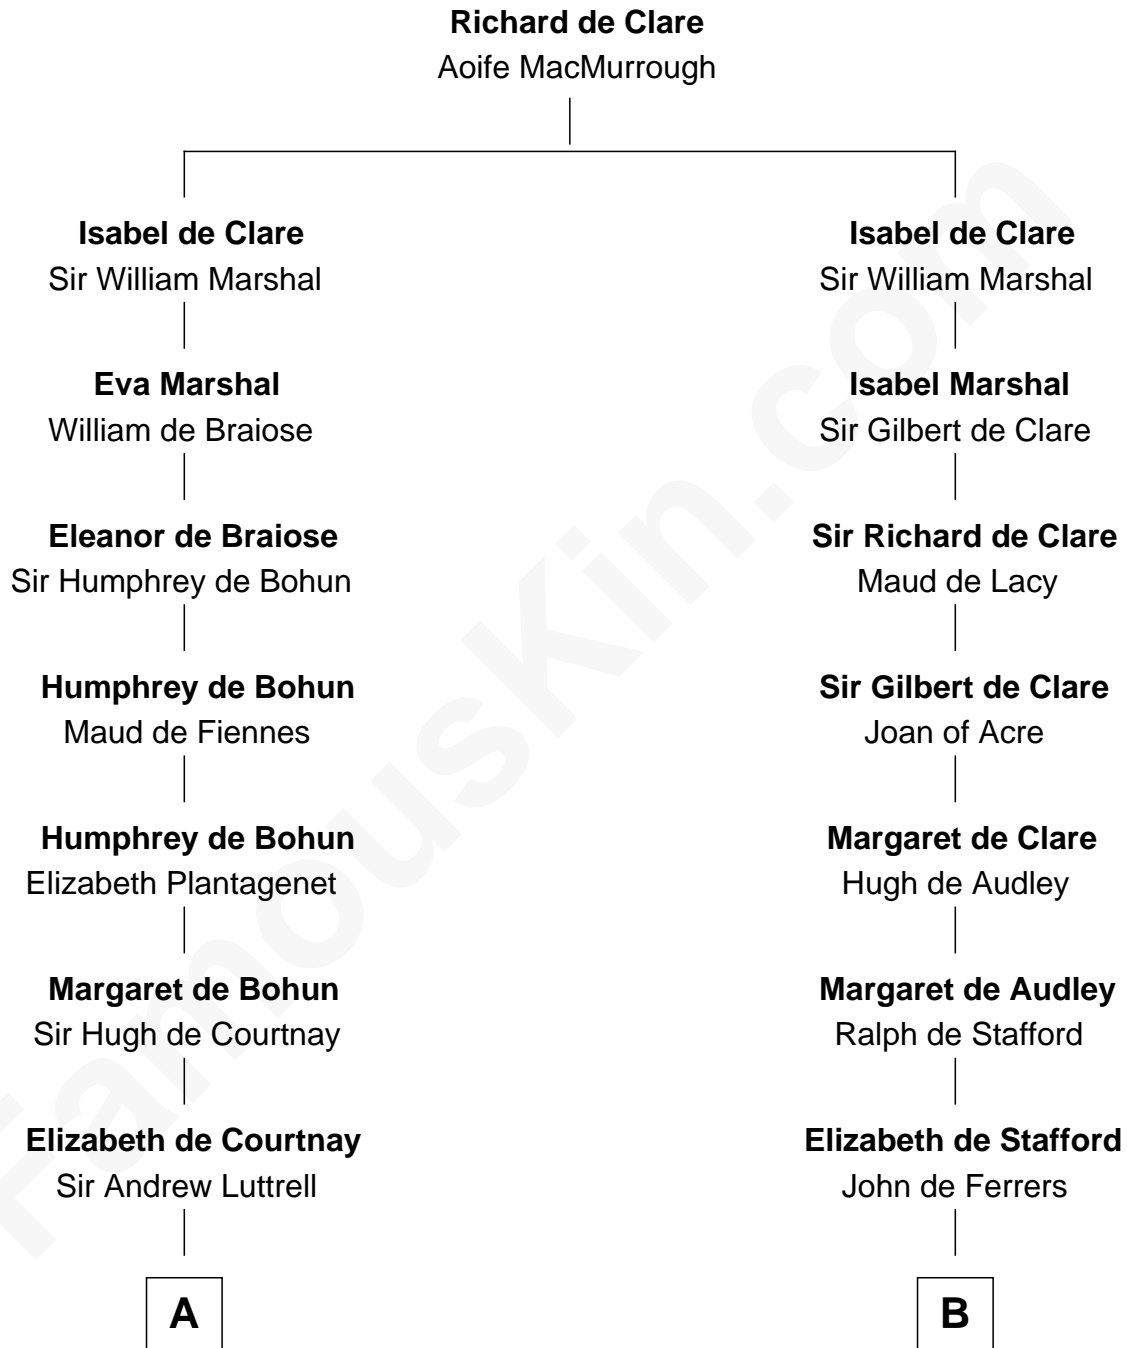 Richard de Clare
Aoife MacMurrough
Isabel de Clare
Sir William Marshal
Isabel de Clare
Sir William Marshal
Eva Marshal
William de Braiose
Isabel Marshal
Sir Gilbert de Clare
Eleanor de Braiose
Sir Humphrey de Bohun
Sir Richard de Clare
Maud de Lacy
Humphrey de Bohun
Maud de Fiennes
Sir Gilbert de Clare
Joan of Acre
Humphrey de Bohun
Elizabeth Plantagenet
Margaret de Clare
Hugh de Audley
Margaret de Bohun
Sir Hugh de Courtnay
Margaret de Audley
Ralph de Stafford
Elizabeth de Courtnay
Sir Andrew Luttrell
Elizabeth de Stafford
John de Ferrers
A
B
FamousKin.com